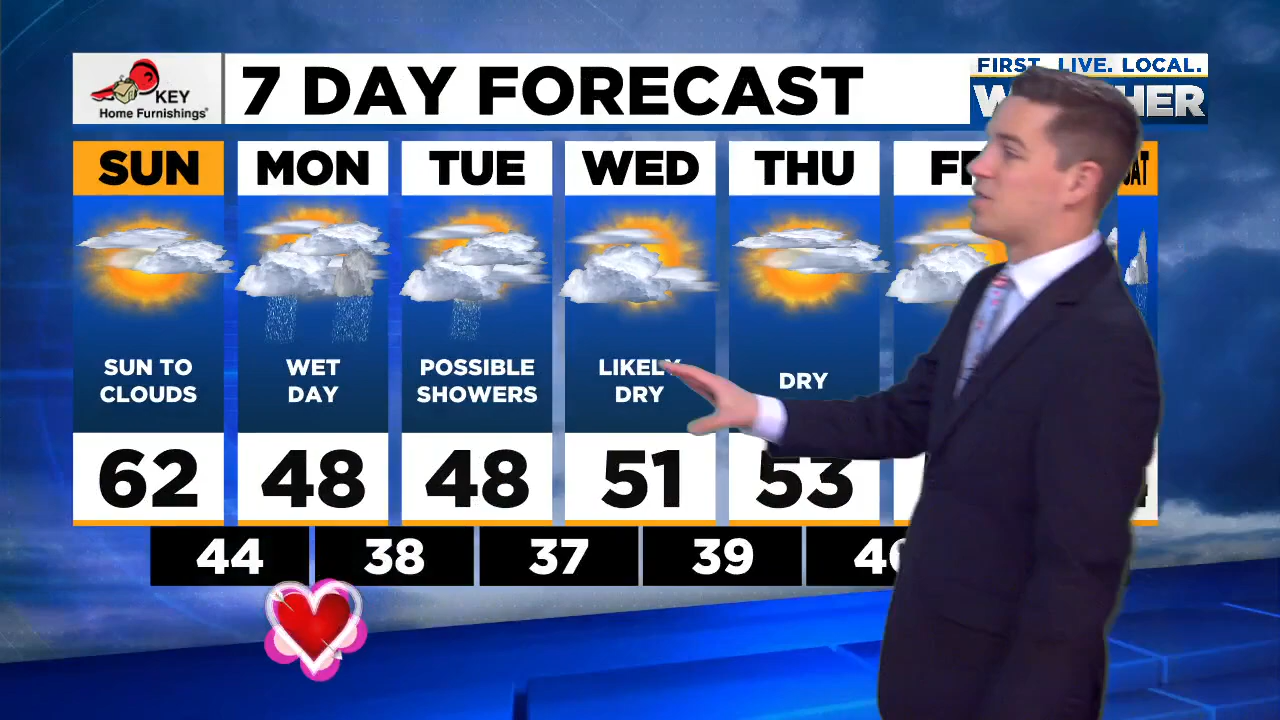 KEY
Home Furnishings
7 DAY FORECAST
FIRST. LIVE. LOCAL.
SUN
MON
TUE
WED
THU
SUN TO
CLOUDS
WET
DAY
POSSIBLE
SHOWERS
LIKELY
DRY
DRY
62
48
48
51
53
44
38
37
39